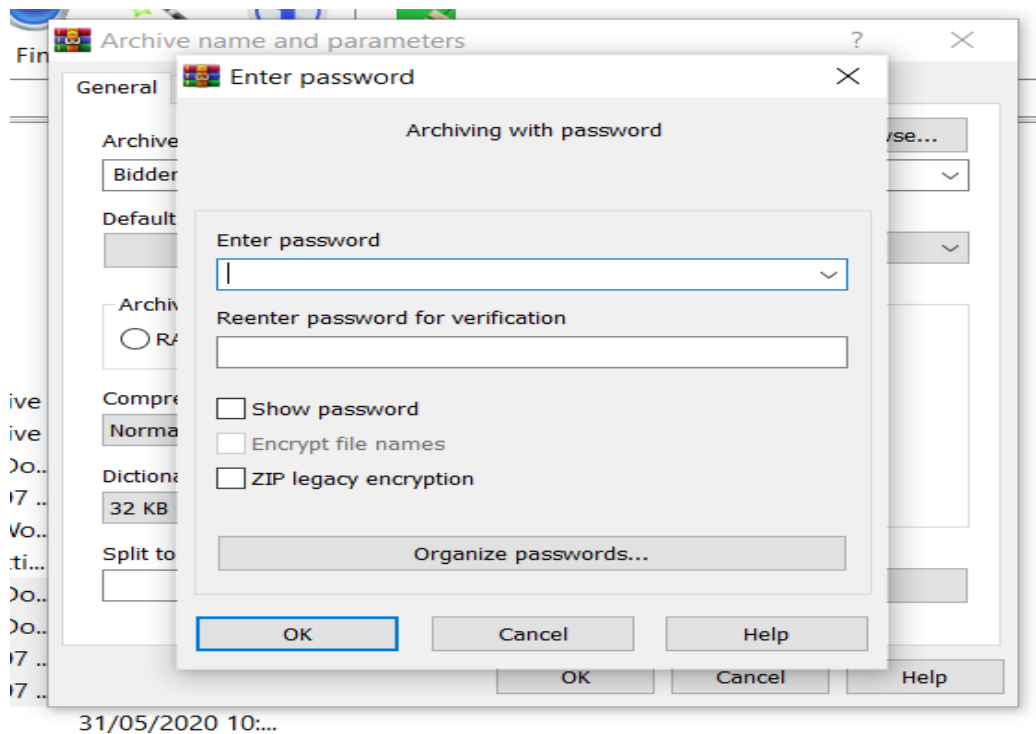 Fin
Archive name and parameters
?
Enter password
General
Archiving with password
Archive
Bidder
Default
Enter password
Archiv
Reenter password for verification
RA
Compre
Show password
Norma
Encrypt file names
Dictiona
ZIP legacy encryption
32 KB
Split to
Organize passwords...
OK Cancel Help
OK Cancel Help
31/05/2020 10:...